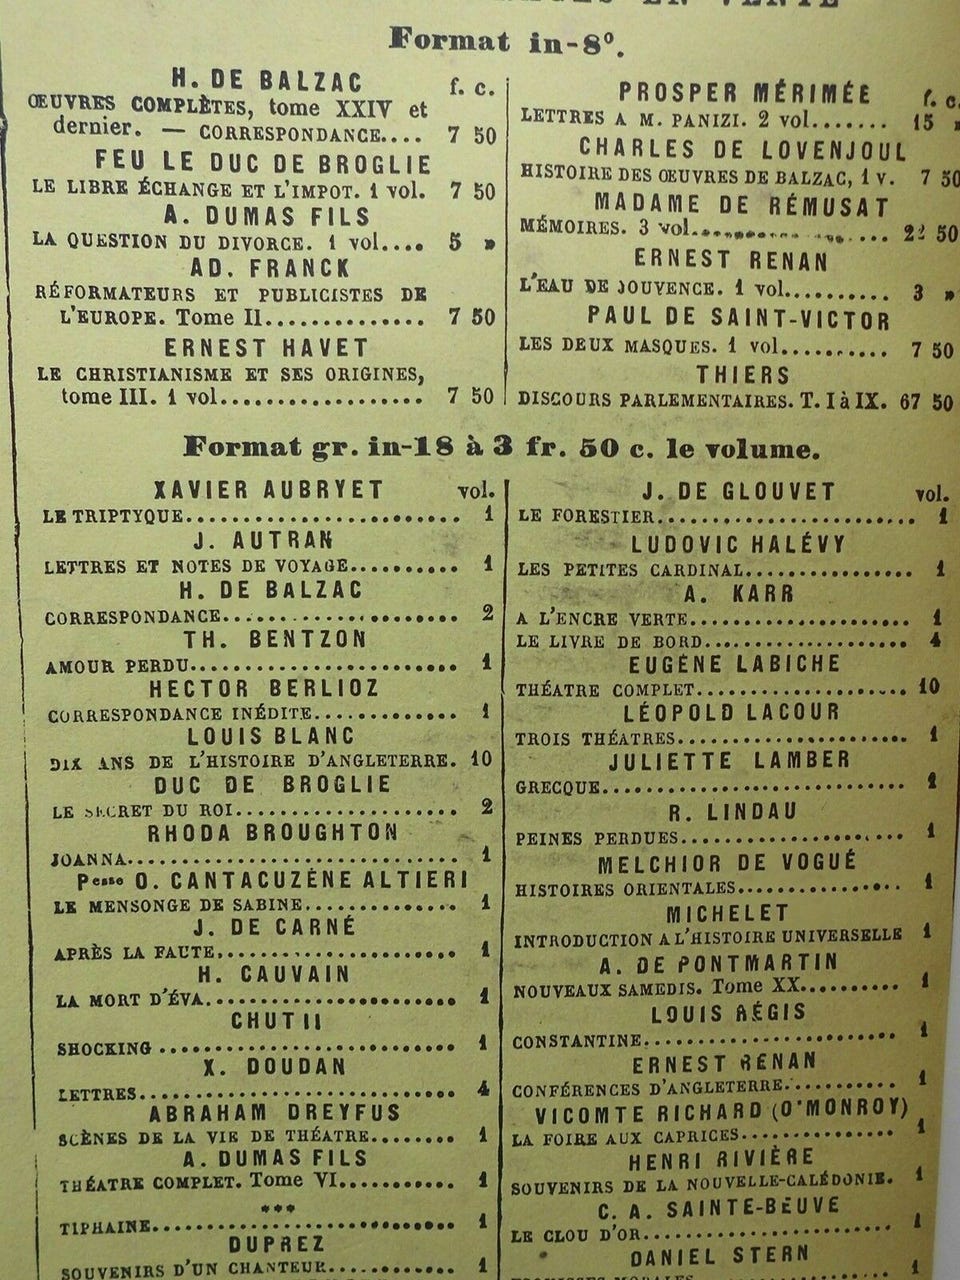 EN VENTE
Format in-8º.
H. DE BALZAC
f. c.
ŒUVRES COMPLÈTES, tome XXIV et
dernier. — CORRESPONDANCE.... 7 50
FEU LE DUC DE BROGLIE
LE LIBRE ÉCHANGE ET L'IMPOT. 1 vol. 7 50
A. DUMAS FILS
LA QUESTION DU DIVORCE. 1 vol.... 5 »
AD. FRANCK
RÉFORMATEURS ET PUBLICISTES DE
L'EUROPE. Tome II.............. 7 50
ERNEST HAVET
LE CHRISTIANISME ET SES ORIGINES,
tome III. 1 vol.................. 7 50
PROSPER MÉRIMÉE
f. c.
LETTRES A M. PANIZI. 2 vol....... 15 »
CHARLES DE LOVENJOUL
HISTOIRE DES ŒUVRES DE BALZAC, 1 v. 7 50
MADAME DE RÉMUSAT
MÉMOIRES. 3 vol.................. 22 50
ERNEST RENAN
L'EAU DE JOUVENCE. 1 vol.......... 3 »
PAUL DE SAINT-VICTOR
LES DEUX MASQUES. 1 vol.......... 7 50
THIERS
DISCOURS PARLEMENTAIRES. T. I à IX. 67 50
Format gr. in-18 à 3 fr. 50 c. le volume.
XAVIER AUBRYET vol.
LE TRIPTYQUE........................ 1
J. AUTRAN
LETTRES ET NOTES DE VOYAGE.......... 1
H. DE BALZAC
CORRESPONDANCE..................... 2
TH. BENTZON
AMOUR PERDU........................ 1
HECTOR BERLIOZ
CORRESPONDANCE INÉDITE............. 1
LOUIS BLANC
DIX ANS DE L'HISTOIRE D'ANGLETERRE. 10
DUC DE BROGLIE
LE SECRET DU ROI.................... 2
RHODA BROUGHTON
JOANNA.............................. 1
Pesse O. CANTACUZÈNE ALTIERI
LE MENSONGE DE SABINE.............. 1
J. DE CARNÉ
APRÈS LA FAUTE...................... 1
H. CAUVAIN
LA MORT D'ÉVA....................... 1
CHUT II
SHOCKING ........................... 1
X. DOUDAN
LETTRES............................. 4
ABRAHAM DREYFUS
SCÈNES DE LA VIE DE THÉATRE........ 1
A. DUMAS FILS
THÉATRE COMPLET. Tome VI........... 1
***
TIPHAINE............................ 1
DUPREZ
SOUVENIRS D'UN CHANTEUR............ 1
J. DE GLOUVET vol.
LE FORESTIER........................ 1
LUDOVIC HALÉVY
LES PETITES CARDINAL................ 1
A. KARR
A L'ENCRE VERTE..................... 1
LE LIVRE DE BORD.................... 4
EUGÈNE LABICHE
THÉATRE COMPLET.................... 10
LÉOPOLD LACOUR
TROIS THÉATRES...................... 1
JULIETTE LAMBER
GRECQUE............................. 1
R. LINDAU
PEINES PERDUES...................... 1
MELCHIOR DE VOGUÉ
HISTOIRES ORIENTALES................ 1
MICHELET
INTRODUCTION A L'HISTOIRE UNIVERSELLE 1
A. DE PONTMARTIN
NOUVEAUX SAMEDIS. Tome XX.......... 1
LOUIS RÉGIS
CONSTANTINE......................... 1
ERNEST RENAN
CONFÉRENCES D'ANGLETERRE........... 1
VICOMTE RICHARD (O'MONROY)
LA FOIRE AUX CAPRICES............... 1
HENRI RIVIÈRE
SOUVENIRS DE LA NOUVELLE-CALÉDONIE. 1
C. A. SAINTE-BEUVE
LE CLOU D'OR........................ 1
DANIEL STERN
1